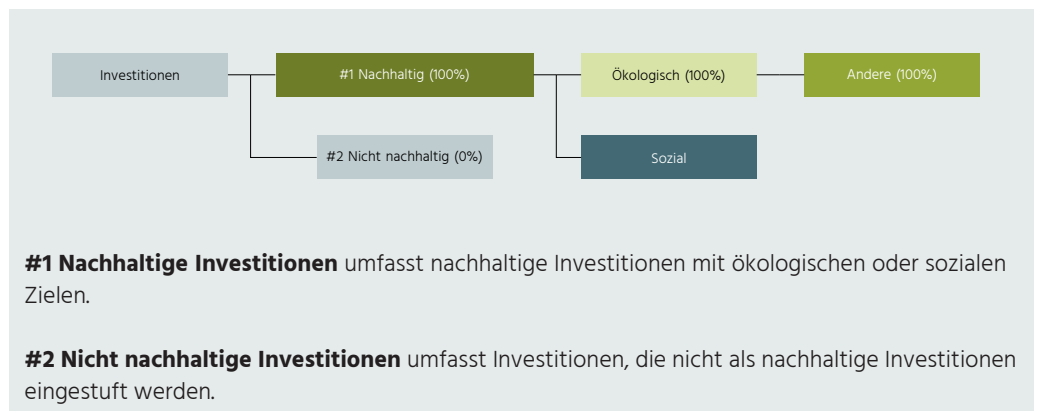 Investitionen
#1 Nachhaltig (100%)
Ökologisch (100%)
Andere (100%)
#2 Nicht nachhaltig (0%)
Sozial
#1 Nachhaltige Investitionen umfasst nachhaltige Investitionen mit ökologischen oder sozialen
Zielen.
#2 Nicht nachhaltige Investitionen umfasst Investitionen, die nicht als nachhaltige Investitionen
eingestuft werden.